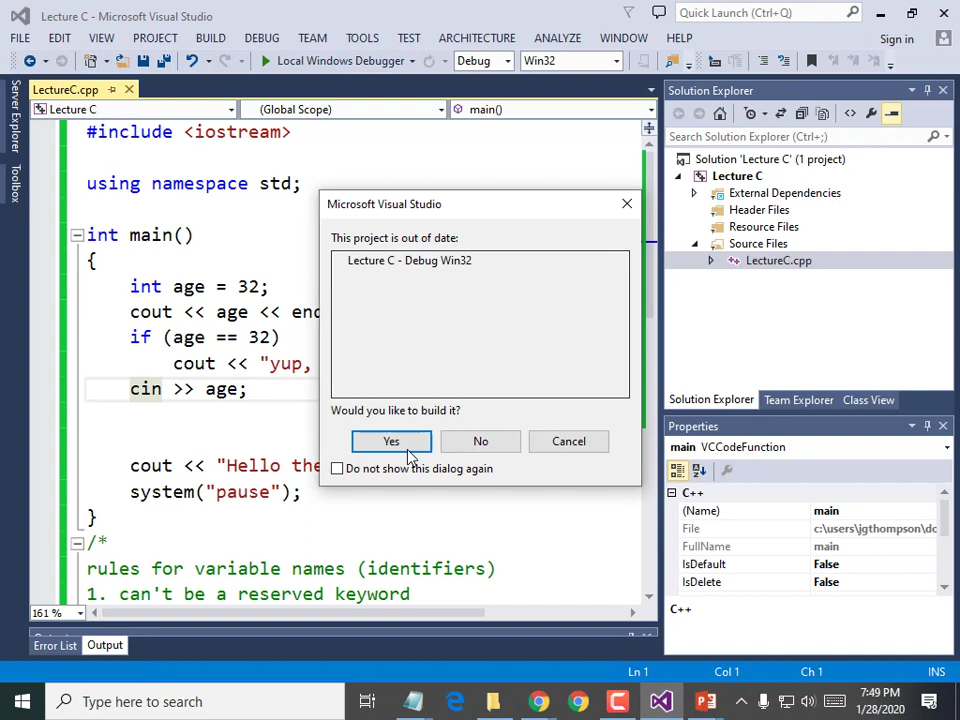 Lecture C - Microsoft Visual Studio
Quick Launch (Ctrl+Q)
FILE EDIT VIEW PROJECT BUILD DEBUG TEAM TOOLS TEST ARCHITECTURE ANALYZE WINDOW HELP Sign in
Local Windows Debugger Debug Win32
Server Explorer
Toolbox
LectureC.cpp
Lecture C (Global Scope) main()
#include <iostream>
using namespace std;
int main()
{
int age = 32;
cout << age << end
if (age == 32)
cout << "yup,
cin >> age;
cout << "Hello the
system("pause");
}
/*
rules for variable names (identifiers)
1. can't be a reserved keyword
161 %
Microsoft Visual Studio
This project is out of date:
Lecture C - Debug Win32
Would you like to build it?
Yes No Cancel
Do not show this dialog again
Solution Explorer
Search Solution Explorer (Ctrl+;)
Solution 'Lecture C' (1 project)
Lecture C
External Dependencies
Header Files
Resource Files
Source Files
LectureC.cpp
Solution Explorer Team Explorer Class View
Properties
main VCCodeFunction
C++
(Name) main
File c:\users\jgthompson\dc
FullName main
IsDefault False
IsDelete False
C++
Error List Output
Ln 1 Col 1 Ch 1 INS
Type here to search
7:49 PM
1/28/2020